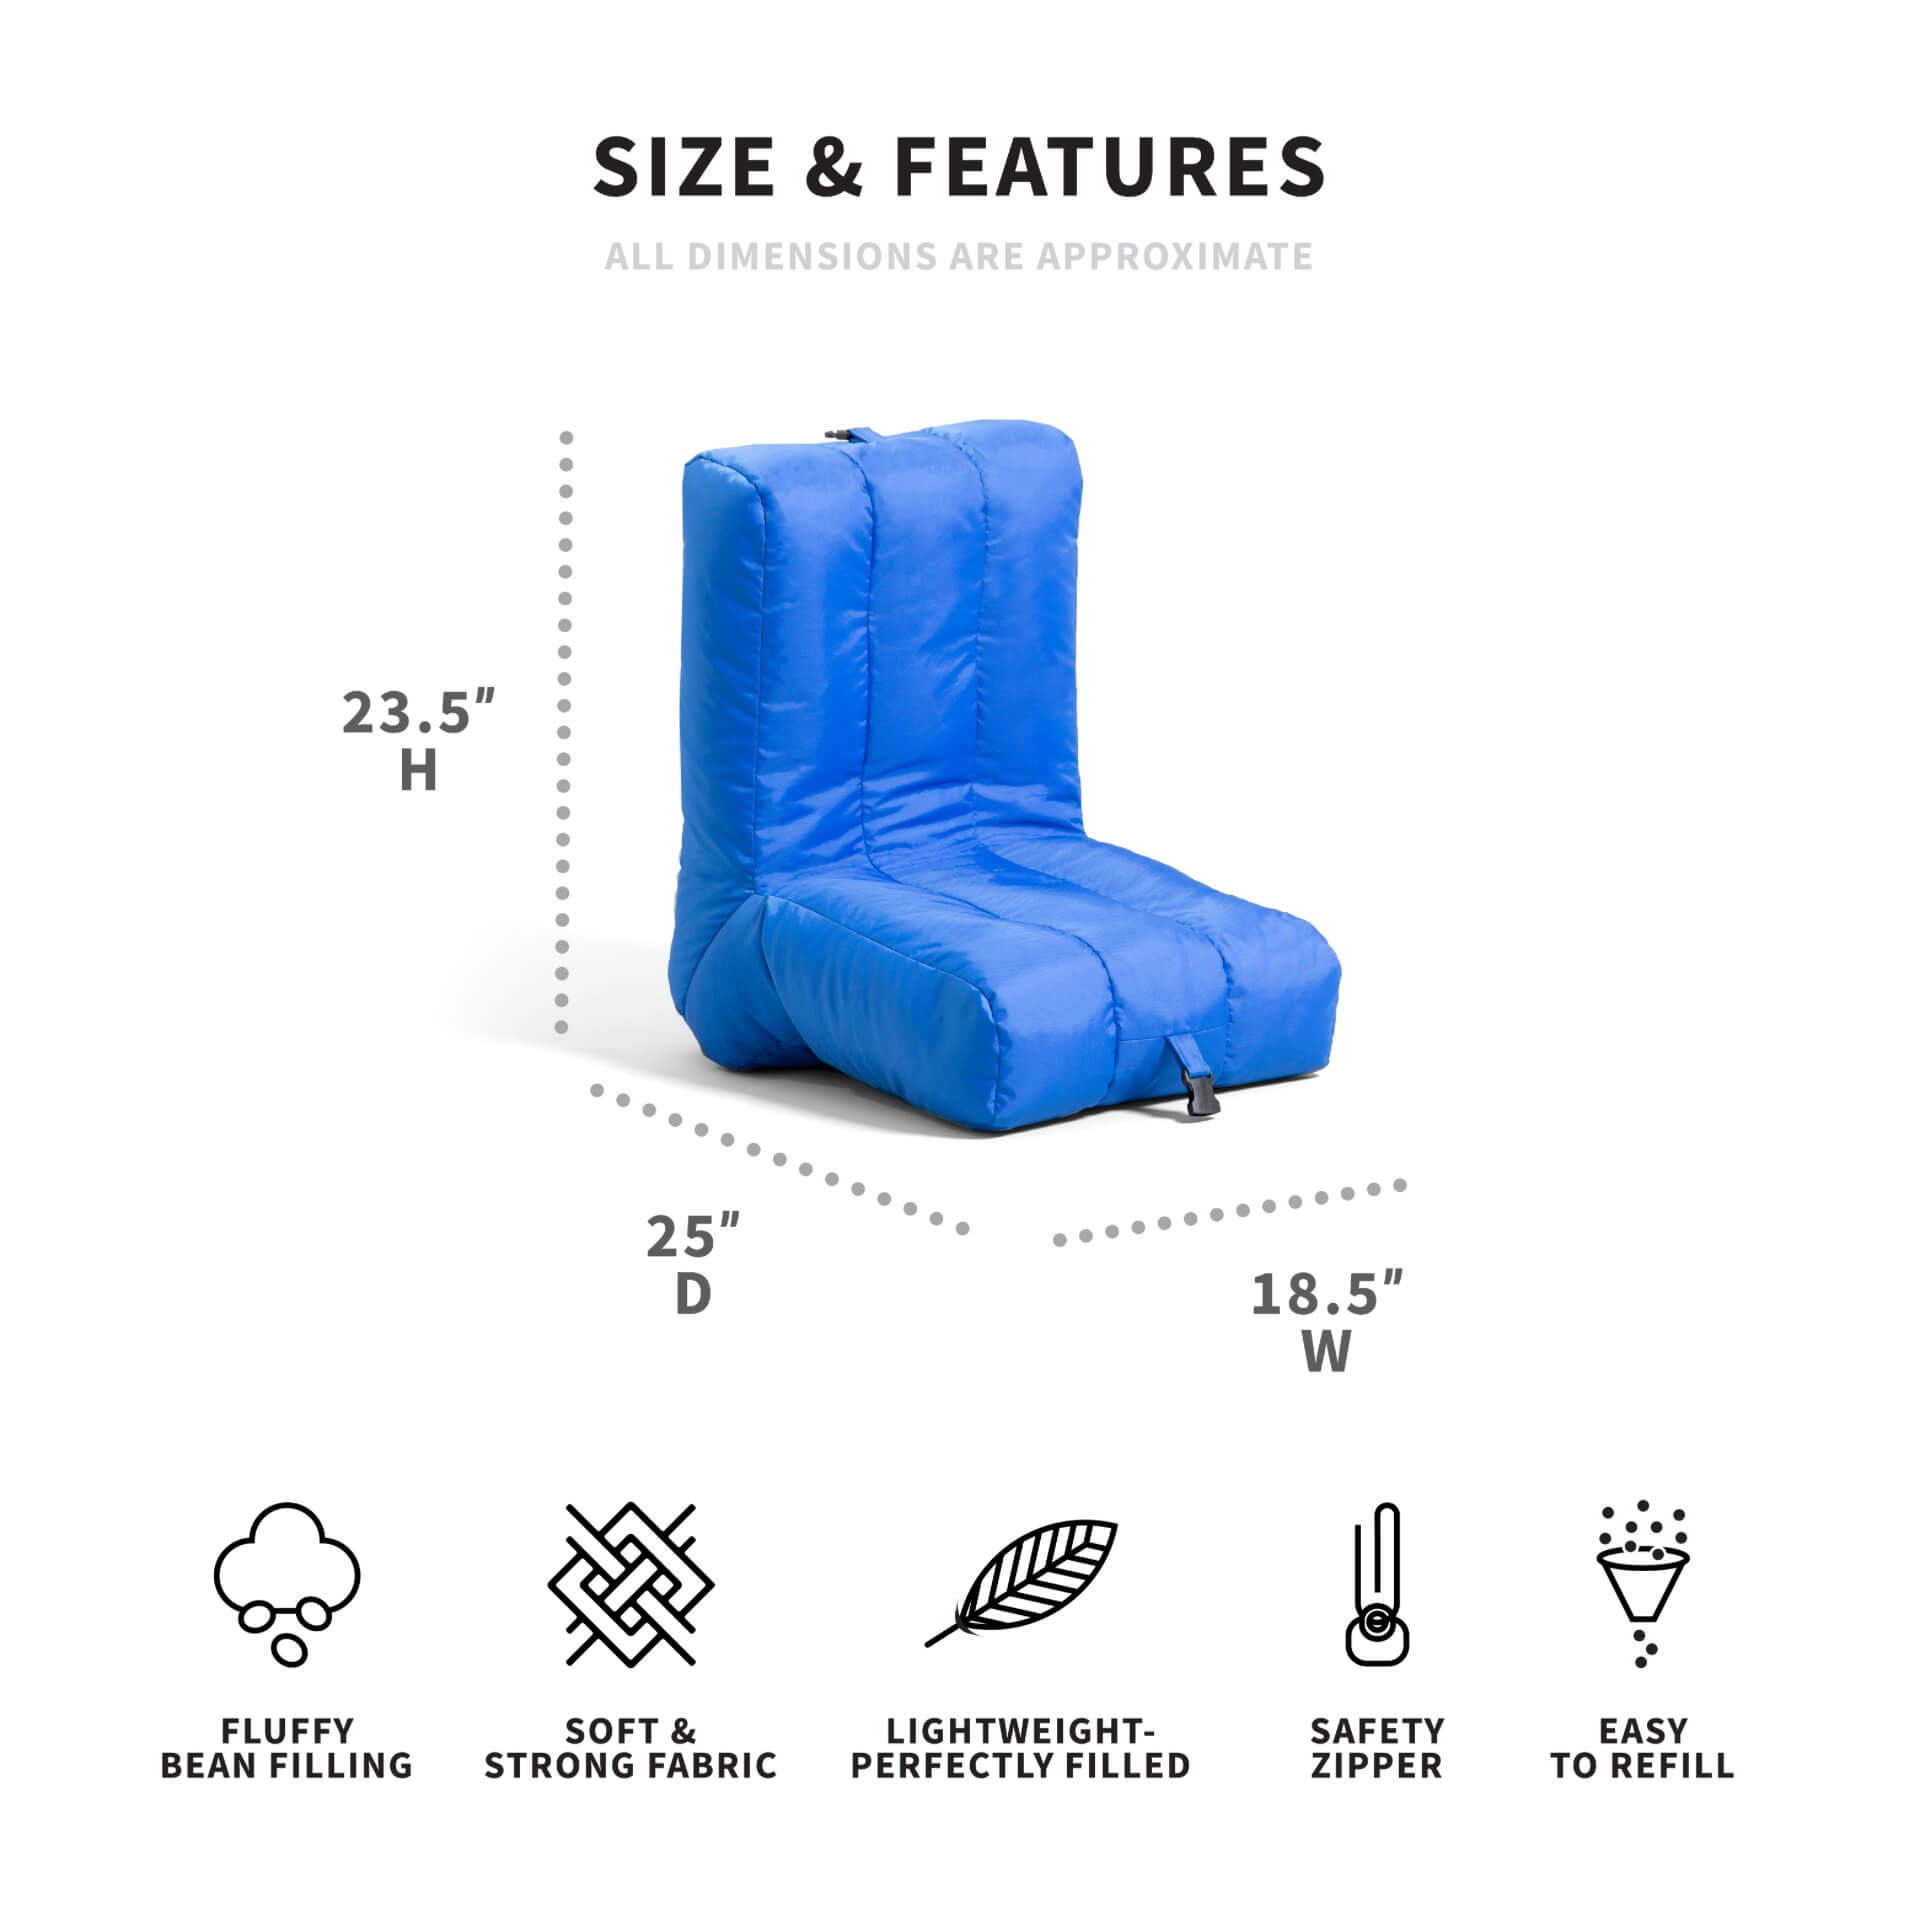 SIZE & FEATURES
ALL DIMENSIONS ARE APPROXIMATE
23.5"
H
25"
D
18.5"
W
FLUFFY
BEAN FILLING
SOFT &
STRONG FABRIC
LIGHTWEIGHT-
PERFECTLY FILLED
SAFETY
ZIPPER
EASY
TO REFILL